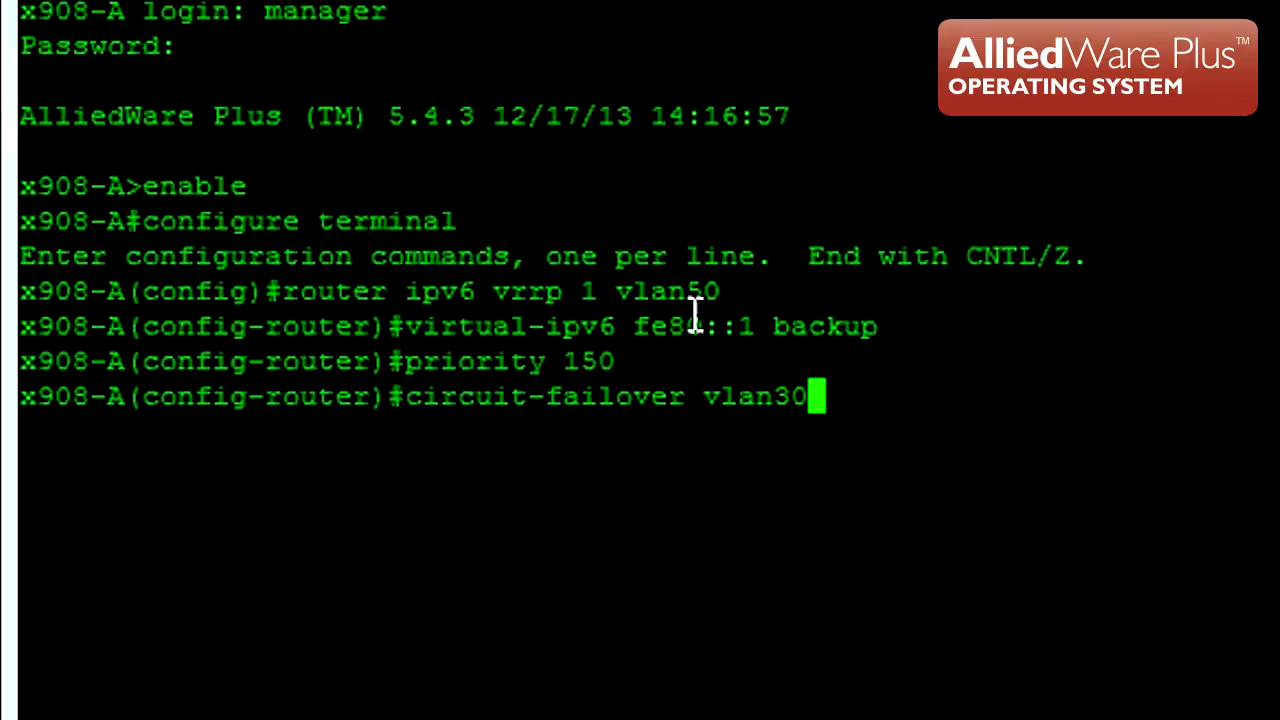 x908-A login: manager
Password:
AlliedWare Plus™
OPERATING SYSTEM
AlliedWare Plus (TM) 5.4.3 12/17/13 14:16:57
x908-A>enable
x908-A#configure terminal
Enter configuration commands, one per line.  End with CNTL/Z.
x908-A(config)#router ipv6 vrrp 1 vlan50
x908-A(config-router)#virtual-ipv6 fe80::1 backup
x908-A(config-router)#priority 150
x908-A(config-router)#circuit-failover vlan30